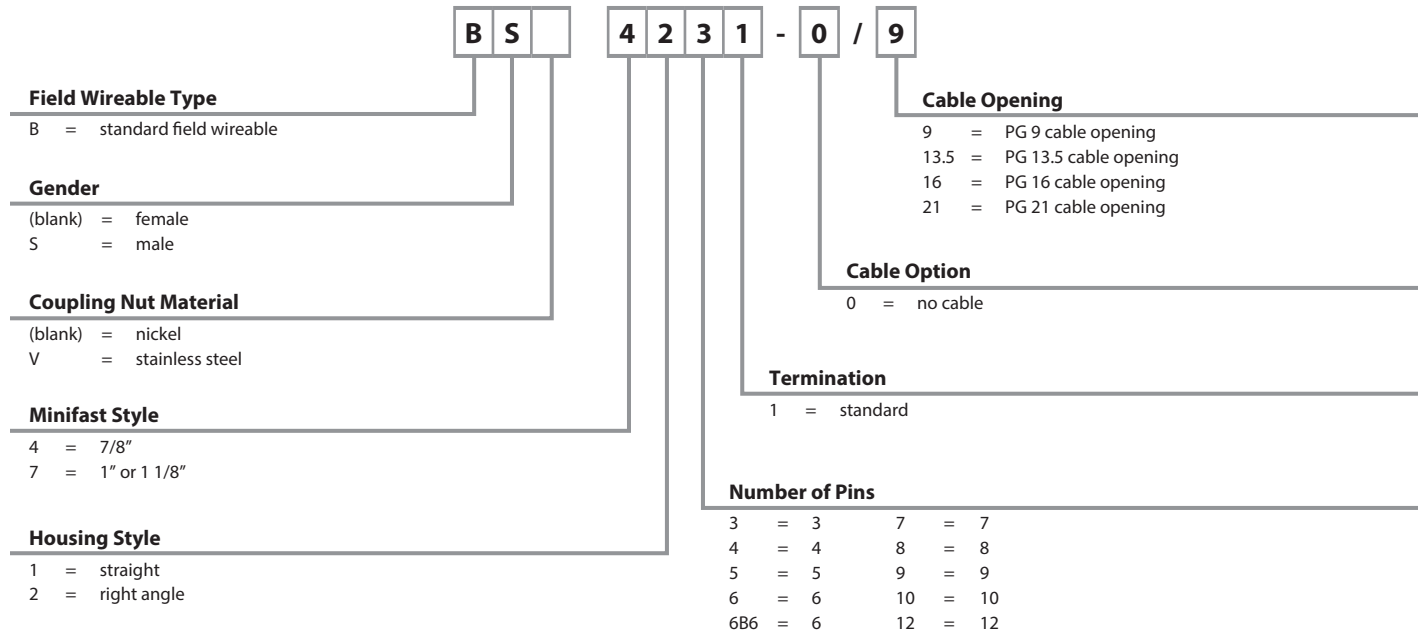 B S 4 2 3 1 - 0 / 9
Field Wireable Type
B = standard field wireable
Gender
(blank) = female
S = male
Coupling Nut Material
(blank) = nickel
V = stainless steel
Minifast Style
4 = 7/8"
7 = 1" or 1 1/8"
Housing Style
1 = straight
2 = right angle
Cable Opening
9 = PG 9 cable opening
13.5 = PG 13.5 cable opening
16 = PG 16 cable opening
21 = PG 21 cable opening
Cable Option
0 = no cable
Termination
1 = standard
Number of Pins
3 = 3 7 = 7
4 = 4 8 = 8
5 = 5 9 = 9
6 = 6 10 = 10
6B6 = 6 12 = 12